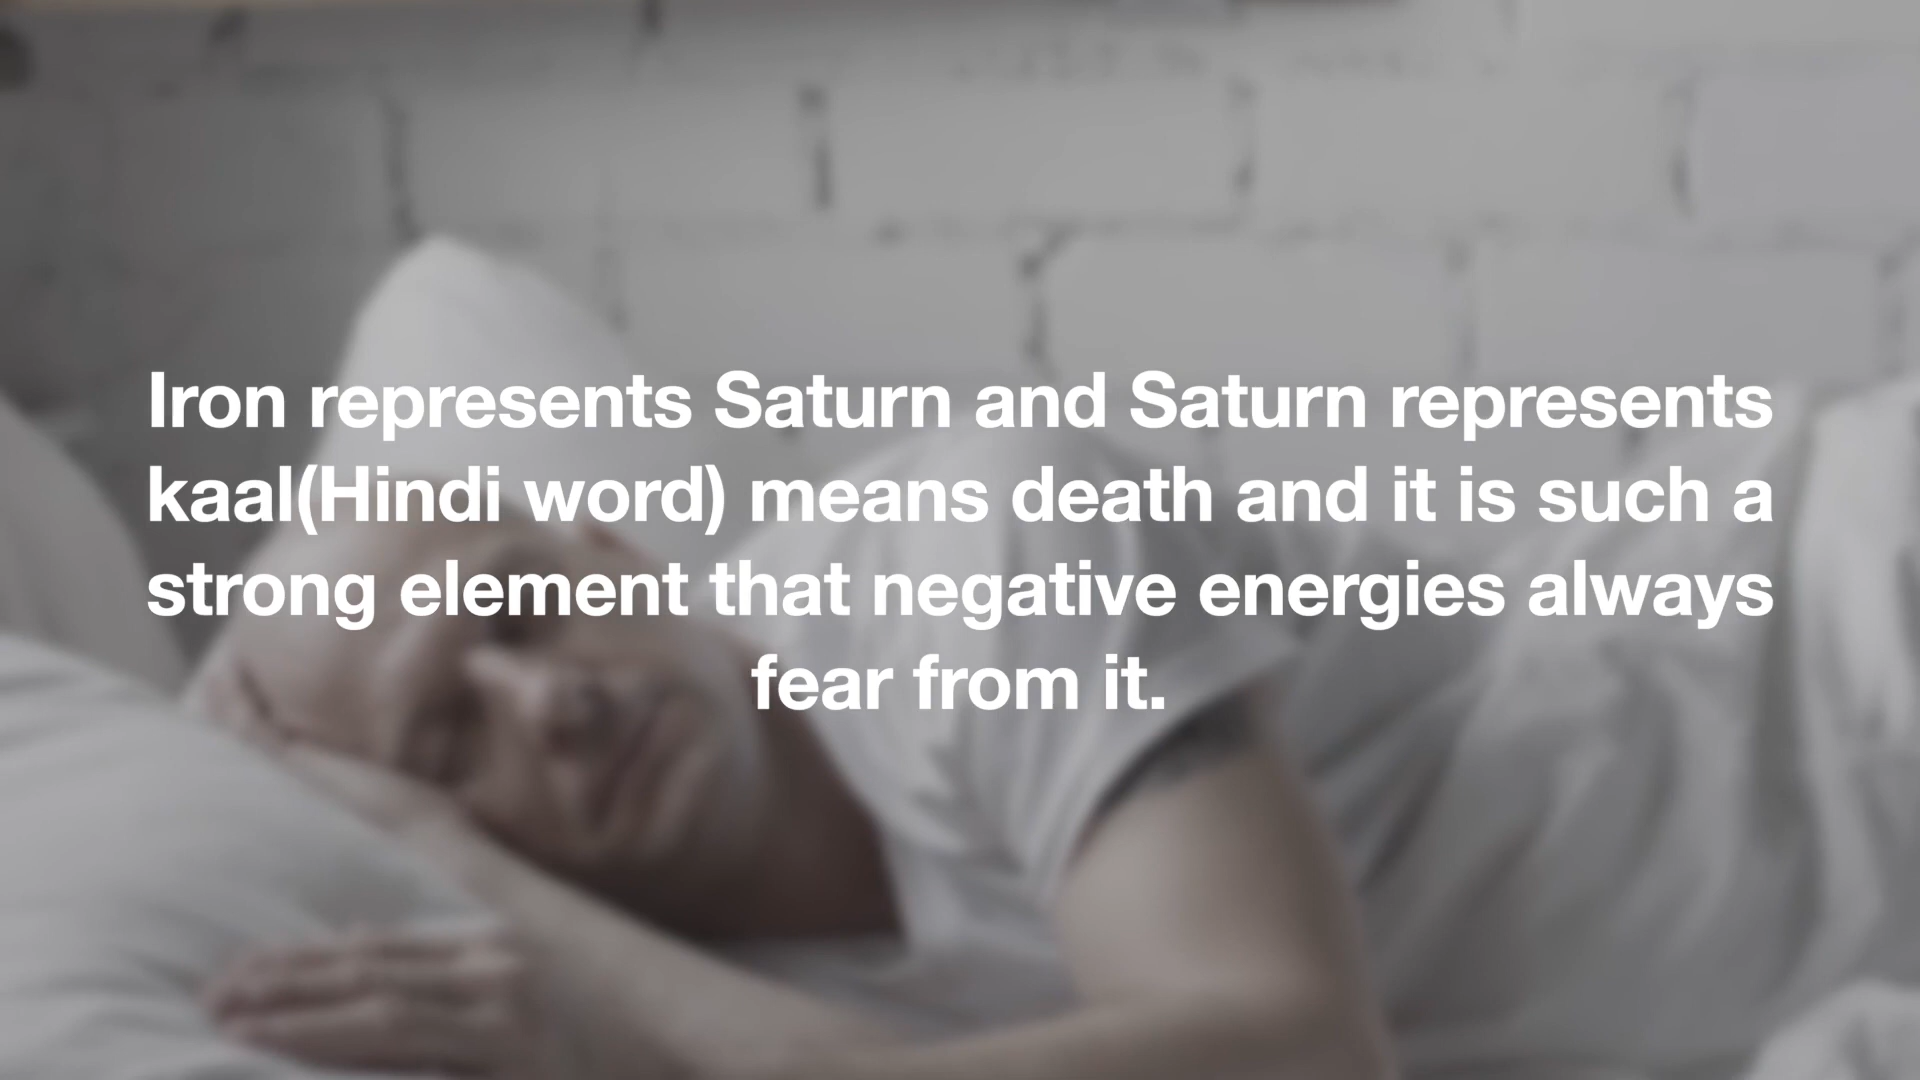 Iron represents Saturn and Saturn represents
kaal(Hindi word) means death and it is such a
strong element that negative energies always
fear from it.